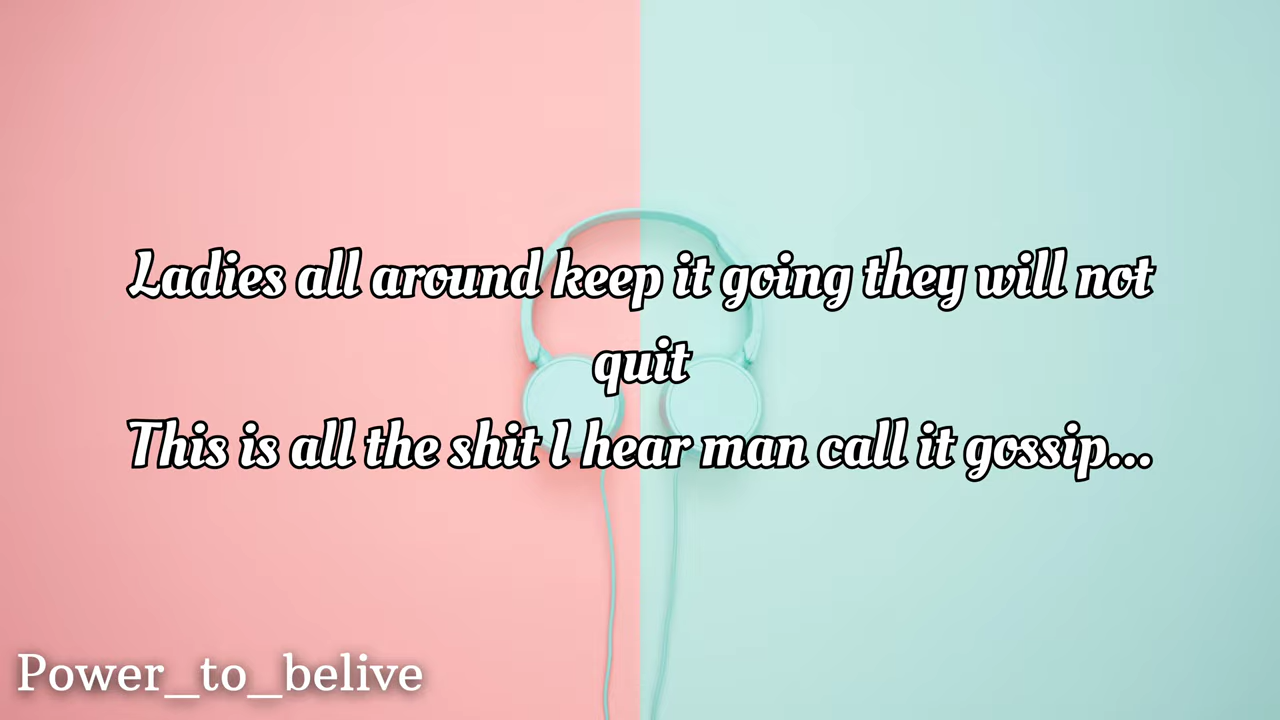 Ladies all around keep it going they will not
quit
This is all the shit I hear man call it gossip...
Power_to_belive